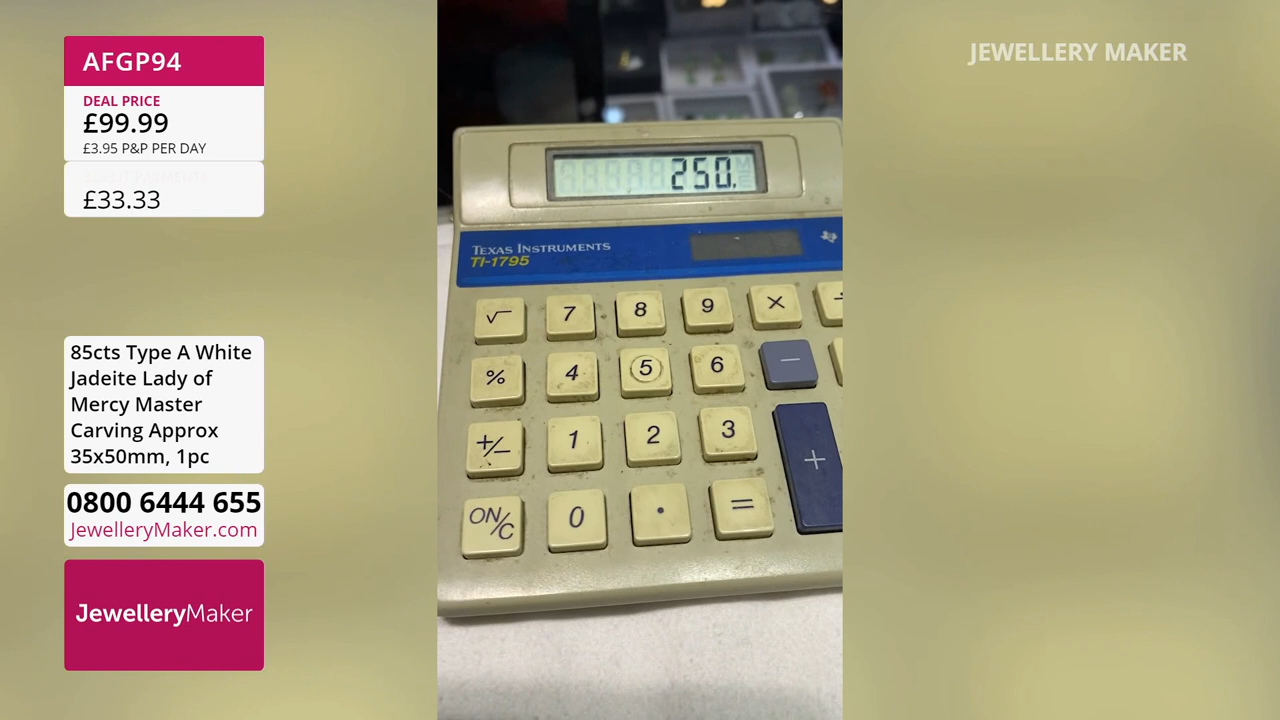 AFGP94
DEAL PRICE
£99.99
£3.95 P&P PER DAY
£33.33
85cts Type A White
Jadeite Lady of
Mercy Master
Carving Approx
35x50mm, 1pc
0800 6444 655
JewelleryMaker.com
JewelleryMaker
JEWELLERY MAKER
250.
TEXAS INSTRUMENTS
TI-1795
√ 7 8 9 ×
% 4 5 6 −
+/− 1 2 3 +
ON/C 0 . =